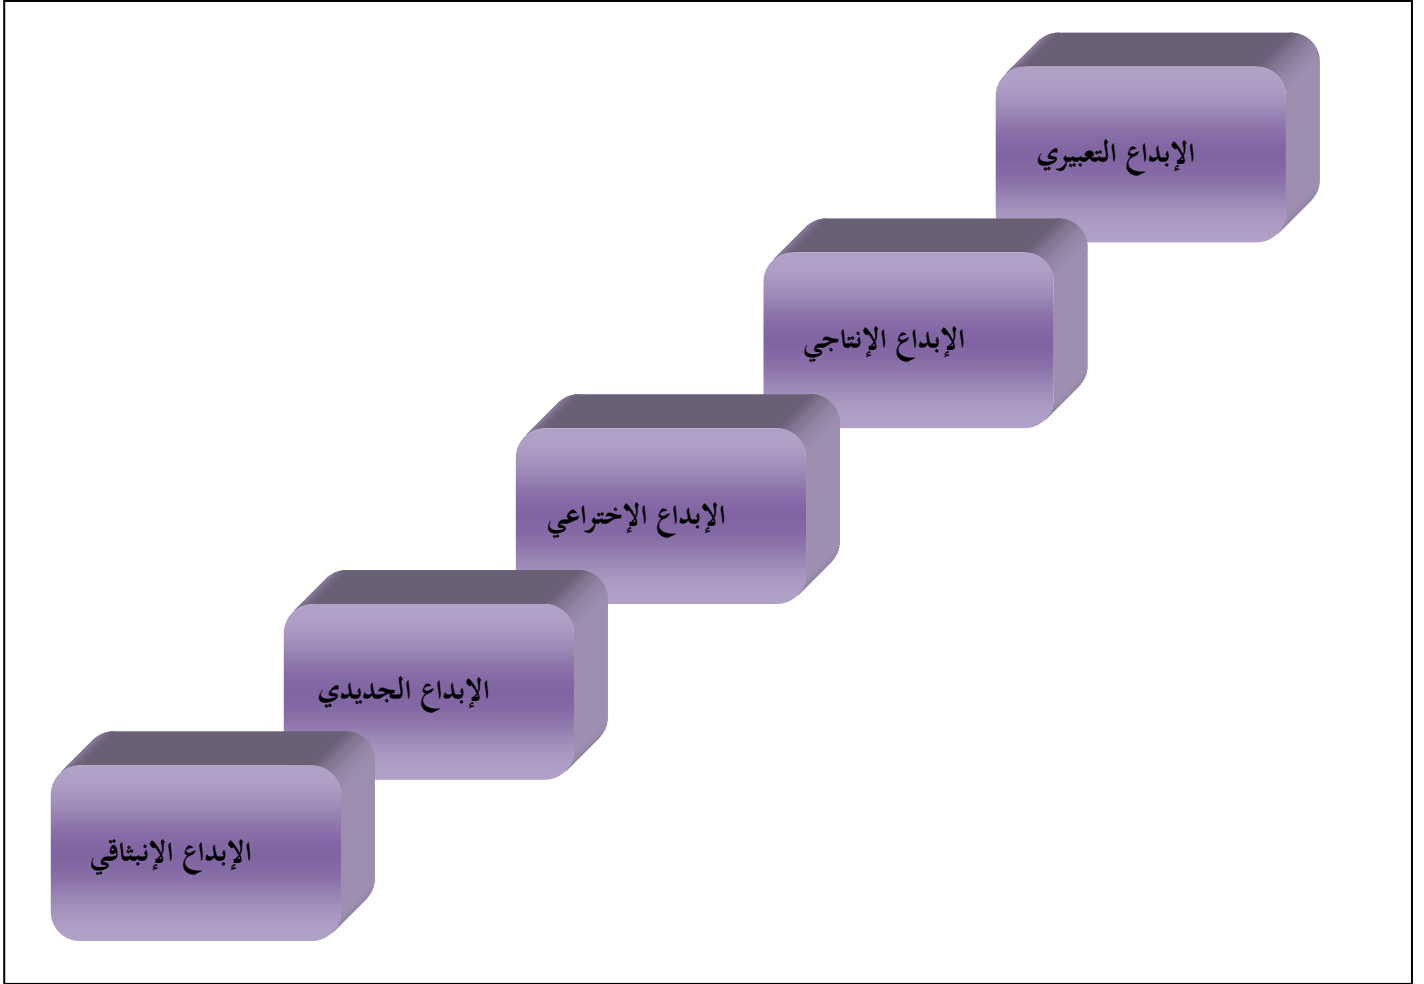 الإبداع التعبيري
الإبداع الإنتاجي
الإبداع الإختراعي
الإبداع الجديدي
الإبداع الإنبثاقي